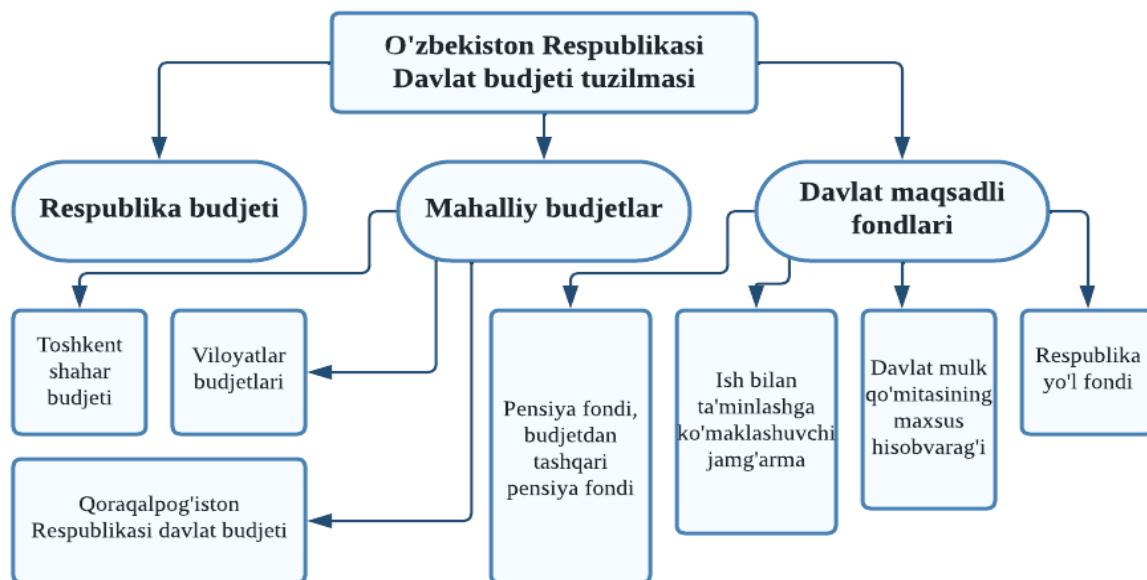 O'zbekiston Respublikasi
Davlat budjeti tuzilmasi
Respublika budjeti
Mahalliy budjetlar
Davlat maqsadli
fondlari
Toshkent
shahar
budjeti
Viloyatlar
budjetlari
Qoraqalpog'iston
Respublikasi davlat budjeti
Pensiya fondi,
budjetdan
tashqari
pensiya fondi
Ish bilan
ta'minlashga
ko'maklashuvchi
jamg'arma
Davlat mulk
qo'mitasining
maxsus
hisobvarag'i
Respublika
yo'l fondi